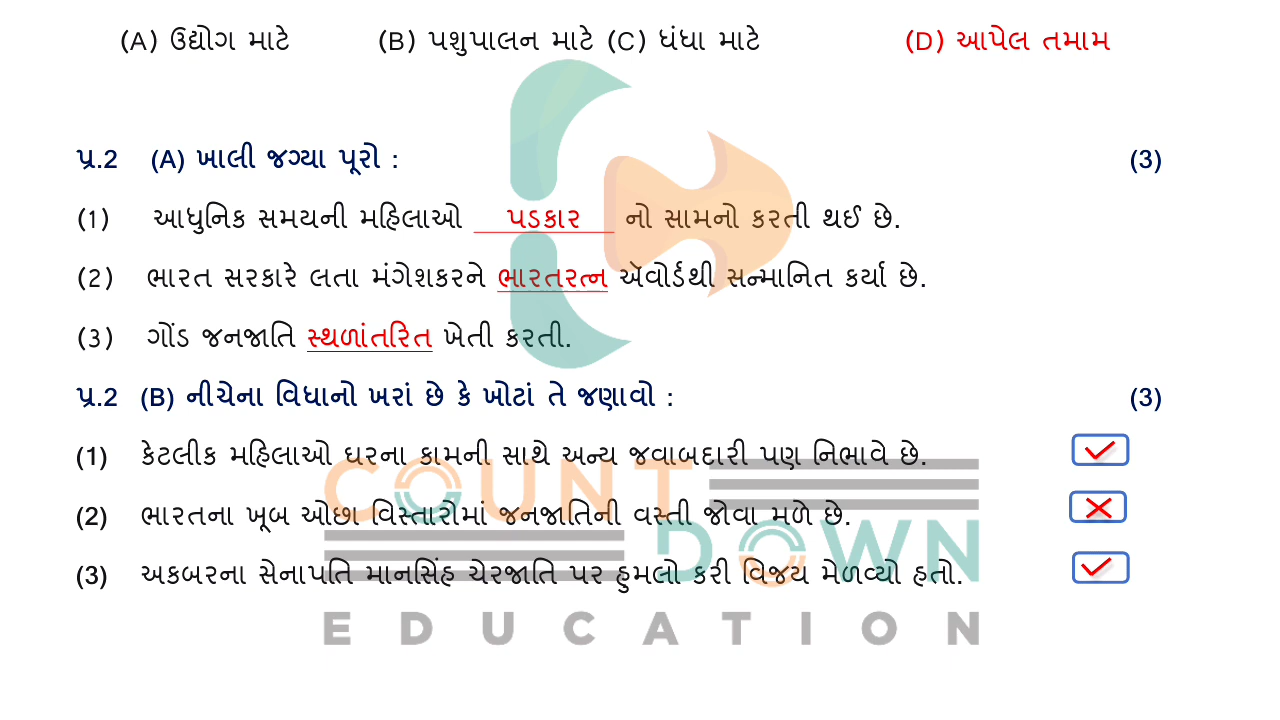 (A) ઉદ્યોગ માટે (B) પશુપાલન માટે (C) ધંધા માટે (D) આપેલ તમામ
પ્ર.2 (A) ખાલી જગ્યા પૂરો : (3)
(1) આધુનિક સમયની મહિલાઓ પડકાર નો સામનો કરતી થઈ છે.
(2) ભારત સરકારે લતા મંગેશકરને ભારતરત્ન ઍવોર્ડથી સન્માનિત કર્યાં છે.
(3) ગોંડ જનજાતિ સ્થળાંતરિત ખેતી કરતી.
પ્ર.2 (B) નીચેના વિધાનો ખરાં છે કે ખોટાં તે જણાવો : (3)
(1) કેટલીક મહિલાઓ ઘરના કામની સાથે અન્ય જવાબદારી પણ નિભાવે છે.
(2) ભારતના ખૂબ ઓછા વિસ્તારોમાં જનજાતિની વસ્તી જોવા મળે છે.
(3) અકબરના સેનાપતિ માનસિંહ ચેરજાતિ પર હુમલો કરી વિજય મેળવ્યો હતો.
COUNT
DOWN
EDUCATION